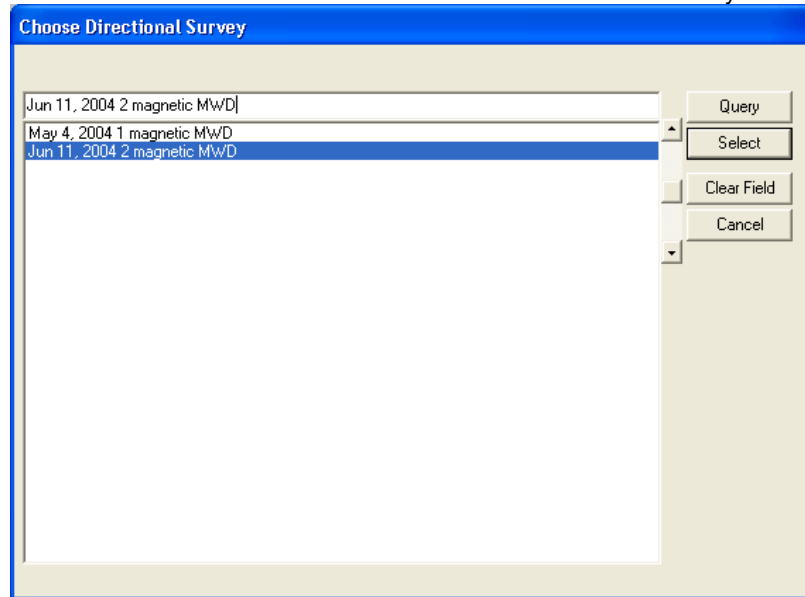 Choose Directional Survey
Jun 11, 2004 2 magnetic MWD
May 4, 2004 1 magnetic MWD
Jun 11, 2004 2 magnetic MWD
Query
Select
Clear Field
Cancel